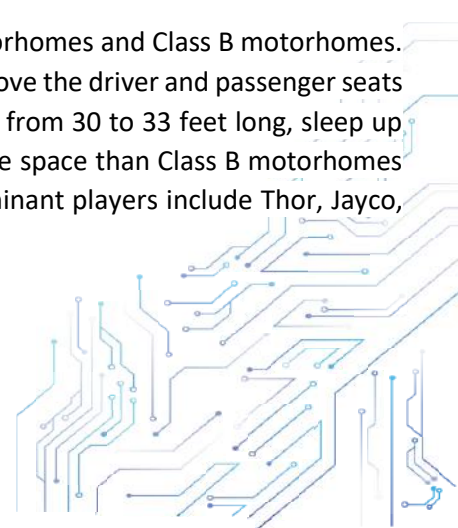 orhomes and Class B motorhomes.
ove the driver and passenger seats
from 30 to 33 feet long, sleep up
e space than Class B motorhomes
inant players include Thor, Jayco,